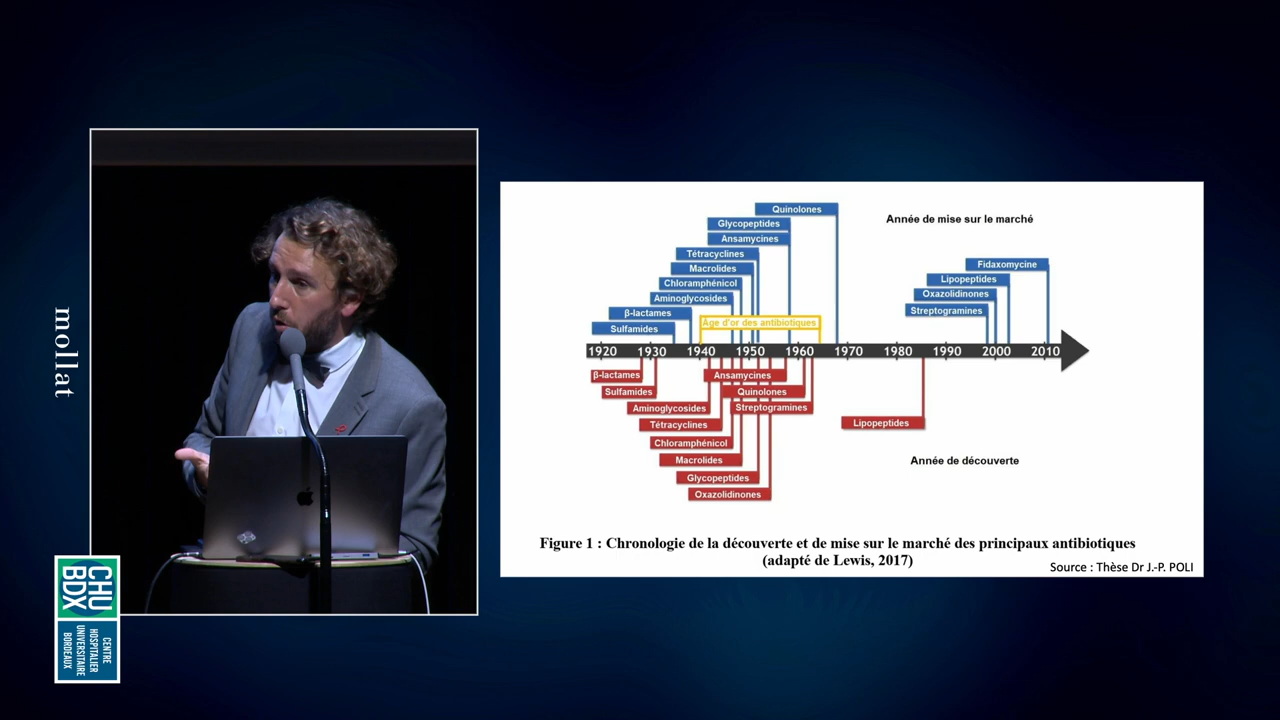 mollat
CHU
BDX
CENTRE
HOSPITALIER
UNIVERSITAIRE
BORDEAUX
Quinolones
Année de mise sur le marché
Glycopeptides
Ansamycines
Tétracyclines
Macrolides
Fidaxomycine
Chloramphénicol
Lipopeptides
Aminoglycosides
Oxazolidinones
β-lactames
Streptogramines
Âge d'or des antibiotiques
Sulfamides
1920 1930 1940 1950 1960 1970 1980 1990 2000 2010
β-lactames
Ansamycines
Sulfamides
Quinolones
Aminoglycosides
Streptogramines
Tétracyclines
Lipopeptides
Chloramphénicol
Macrolides
Année de découverte
Glycopeptides
Oxazolidinones
Figure 1 : Chronologie de la découverte et de mise sur le marché des principaux antibiotiques
(adapté de Lewis, 2017)
Source : Thèse Dr J.-P. POLI